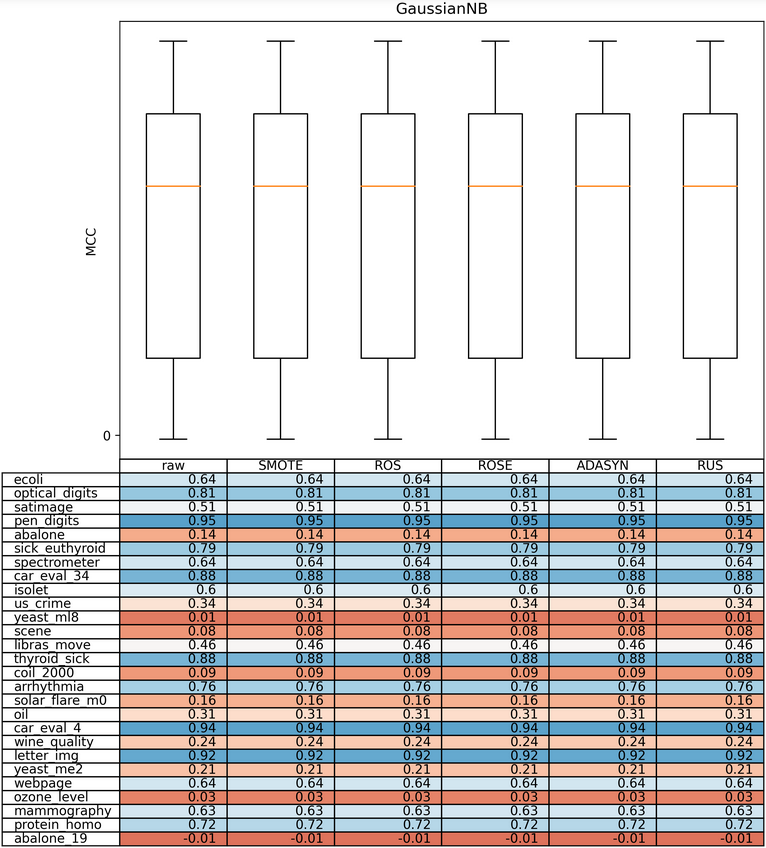 GaussianNB
MCC
0
raw SMOTE ROS ROSE ADASYN RUS
ecoli 0.64 0.64 0.64 0.64 0.64 0.64
optical_digits 0.81 0.81 0.81 0.81 0.81 0.81
satimage 0.51 0.51 0.51 0.51 0.51 0.51
pen_digits 0.95 0.95 0.95 0.95 0.95 0.95
abalone 0.14 0.14 0.14 0.14 0.14 0.14
sick_euthyroid 0.79 0.79 0.79 0.79 0.79 0.79
spectrometer 0.64 0.64 0.64 0.64 0.64 0.64
car_eval_34 0.88 0.88 0.88 0.88 0.88 0.88
isolet 0.6 0.6 0.6 0.6 0.6 0.6
us_crime 0.34 0.34 0.34 0.34 0.34 0.34
yeast_ml8 0.01 0.01 0.01 0.01 0.01 0.01
scene 0.08 0.08 0.08 0.08 0.08 0.08
libras_move 0.46 0.46 0.46 0.46 0.46 0.46
thyroid_sick 0.88 0.88 0.88 0.88 0.88 0.88
coil_2000 0.09 0.09 0.09 0.09 0.09 0.09
arrhythmia 0.76 0.76 0.76 0.76 0.76 0.76
solar_flare_m0 0.16 0.16 0.16 0.16 0.16 0.16
oil 0.31 0.31 0.31 0.31 0.31 0.31
car_eval_4 0.94 0.94 0.94 0.94 0.94 0.94
wine_quality 0.24 0.24 0.24 0.24 0.24 0.24
letter_img 0.92 0.92 0.92 0.92 0.92 0.92
yeast_me2 0.21 0.21 0.21 0.21 0.21 0.21
webpage 0.64 0.64 0.64 0.64 0.64 0.64
ozone_level 0.03 0.03 0.03 0.03 0.03 0.03
mammography 0.63 0.63 0.63 0.63 0.63 0.63
protein_homo 0.72 0.72 0.72 0.72 0.72 0.72
abalone_19 -0.01 -0.01 -0.01 -0.01 -0.01 -0.01